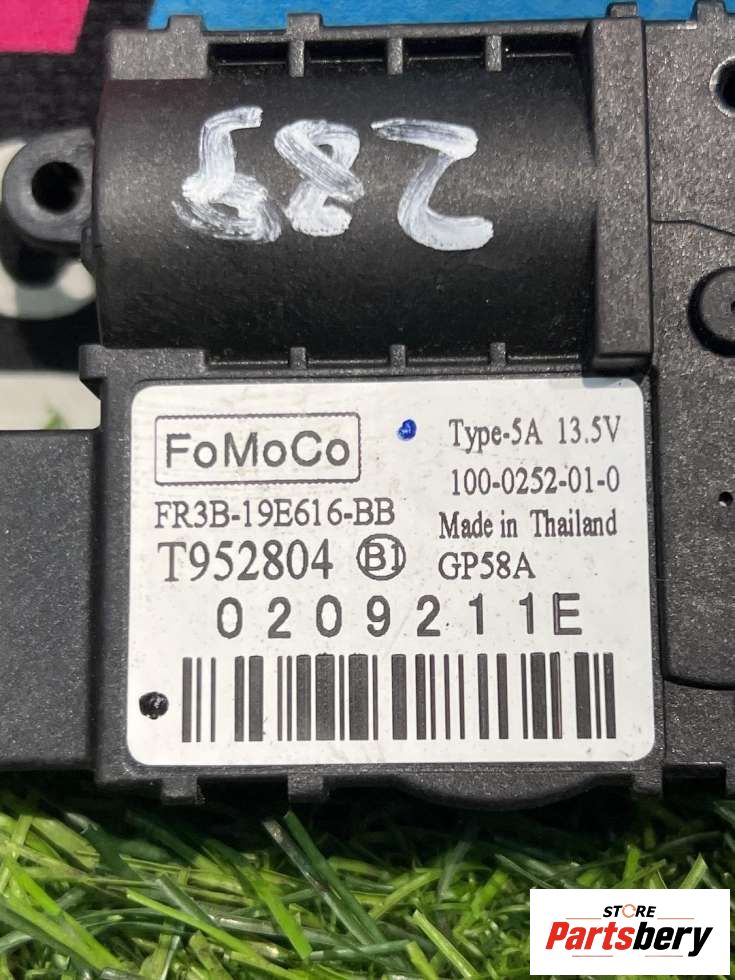 FoMoCo
Type-5A 13.5V
100-0252-01-0
FR3B-19E616-BB
Made in Thailand
T952804 B1
GP58A
0209211E
STORE
Partsbery